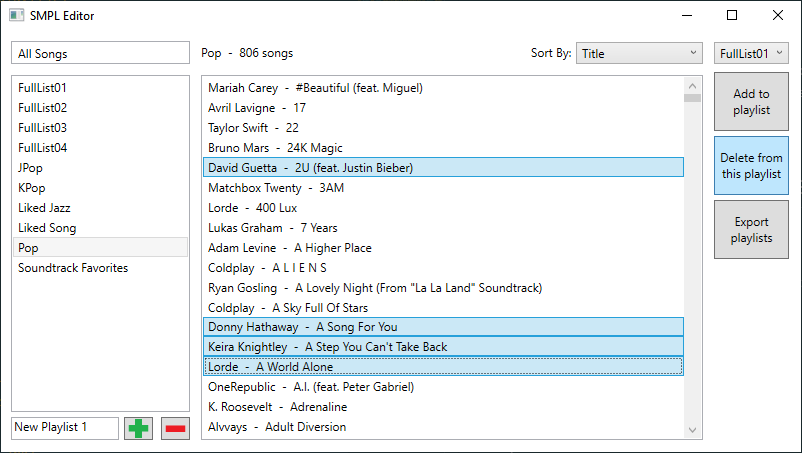 SMPL Editor
All Songs
Pop - 806 songs
Sort By:
Title
FullList01
FullList01
FullList02
FullList03
FullList04
JPop
KPop
Liked Jazz
Liked Song
Pop
Soundtrack Favorites
New Playlist 1
Mariah Carey - #Beautiful (feat. Miguel)
Avril Lavigne - 17
Taylor Swift - 22
Bruno Mars - 24K Magic
David Guetta - 2U (feat. Justin Bieber)
Matchbox Twenty - 3AM
Lorde - 400 Lux
Lukas Graham - 7 Years
Adam Levine - A Higher Place
Coldplay - A L I E N S
Ryan Gosling - A Lovely Night (From "La La Land" Soundtrack)
Coldplay - A Sky Full Of Stars
Donny Hathaway - A Song For You
Keira Knightley - A Step You Can't Take Back
Lorde - A World Alone
OneRepublic - A.I. (feat. Peter Gabriel)
K. Roosevelt - Adrenaline
Alvvays - Adult Diversion
Add to
playlist
Delete from
this playlist
Export
playlists